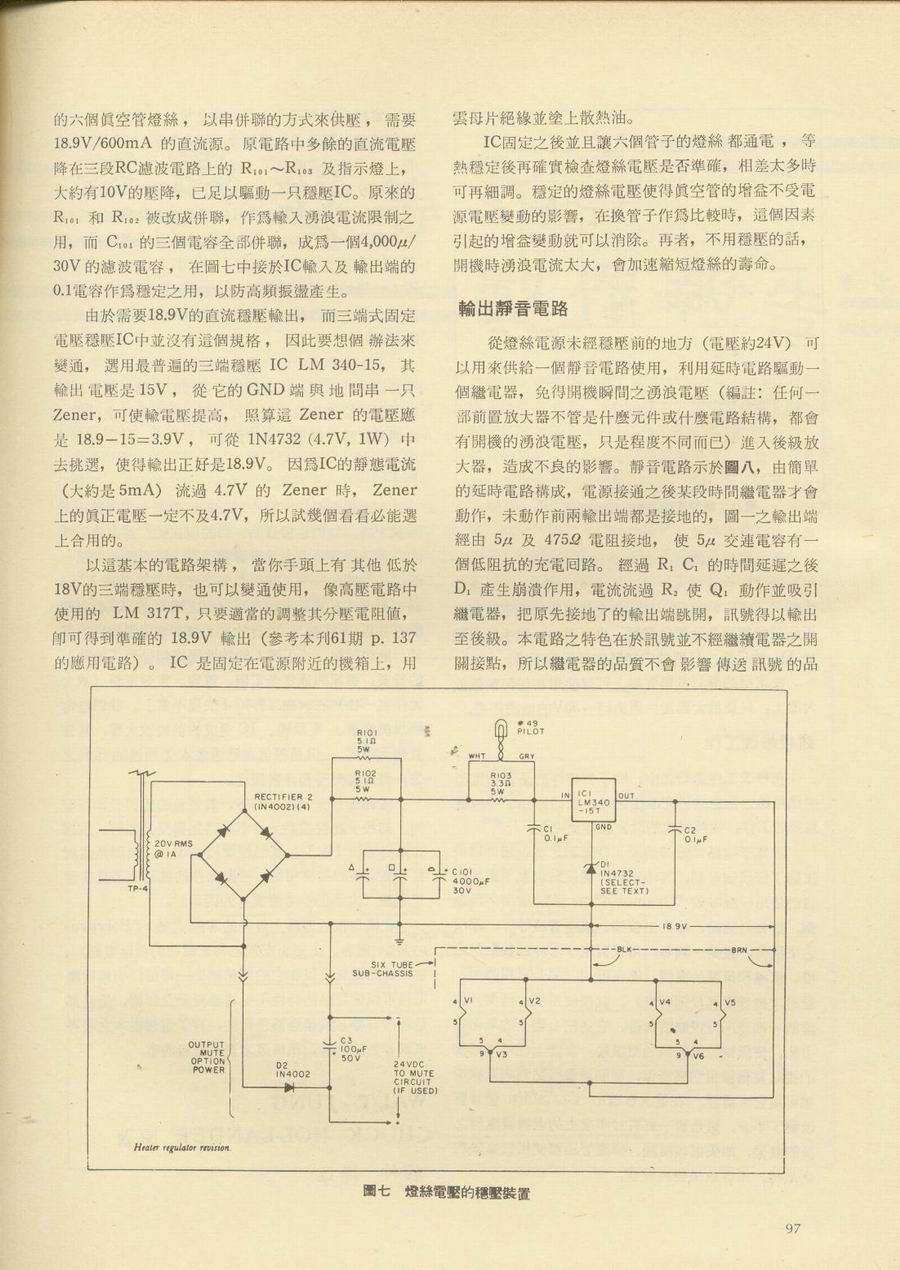 的六個眞空管燈絲，以串併聯的方式來供壓，需要
18.9V/600mA 的直流源。原電路中多餘的直流電壓
降在三段RC濾波電路上的 R₁₀₁～R₁₀₃ 及指示燈上，
大約有10V的壓降，已足以驅動一只穩壓IC。原來的
R₁₀₁ 和 R₁₀₂ 被改成併聯，作爲輸入湧浪電流限制之
用，而 C₁₀₁ 的三個電容全部併聯，成爲一個4,000μ/
30V 的濾波電容，在圖七中接於IC輸入及輸出端的
0.1電容作爲穩定之用，以防高頻振盪產生。
由於需要18.9V的直流穩壓輸出，而三端式固定
電壓穩壓IC中並沒有這個規格，因此要想個辦法來
變通，選用最普遍的三端穩壓 IC LM 340-15，其
輸出電壓是 15V，從它的 GND 端與地間串一只
Zener，可使輸電壓提高，照算這 Zener 的電壓應
是 18.9－15＝3.9V，可從 1N4732 (4.7V, 1W) 中
去挑選，使得輸出正好是18.9V。因爲IC的靜態電流
（大約是 5mA）流過 4.7V 的 Zener 時，Zener
上的眞正電壓一定不及4.7V，所以試幾個看看必能選
上合用的。
以這基本的電路架構，當你手頭上有其他低於
18V的三端穩壓時，也可以變通使用，像高壓電路中
使用的 LM 317T，只要適當的調整其分壓電阻値，
卽可得到準確的 18.9V 輸出（參考本刋61期 p. 137
的應用電路）。IC 是固定在電源附近的機箱上，用
雲母片絕緣並塗上散熱油。
IC固定之後並且讓六個管子的燈絲都通電，等
熱穩定後再確實檢查燈絲電壓是否準確，相差太多時
可再細調。穩定的燈絲電壓使得眞空管的增益不受電
源電壓變動的影響，在換管子作爲比較時，這個因素
引起的增益變動就可以消除。再者，不用穩壓的話，
開機時湧浪電流太大，會加速縮短燈絲的壽命。
輸出靜音電路
從燈絲電源未經穩壓前的地方（電壓約24V）可
以用來供給一個靜音電路使用，利用延時電路驅動一
個繼電器，免得開機瞬間之湧浪電壓（編註：任何一
部前置放大器不管是什麼元件或什麼電路結構，都會
有開機的湧浪電壓，只是程度不同而已）進入後級放
大器，造成不良的影響。靜音電路示於圖八，由簡單
的延時電路構成，電源接通之後某段時間繼電器才會
動作，未動作前兩輸出端都是接地的，圖一之輸出端
經由 5μ 及 475Ω 電阻接地，使 5μ 交連電容有一
個低阻抗的充電回路。經過 R₁ C₁ 的時間延遲之後
D₁ 產生崩潰作用，電流流過 R₂ 使 Q₁ 動作並吸引
繼電器，把原先接地了的輸出端跳開，訊號得以輸出
至後級。本電路之特色在於訊號並不經繼續電器之開
關接點，所以繼電器的品質不會影響傳送訊號的品
R101
5.1Ω
5W
R102
5.1Ω
5W
RECTIFIER 2
(IN4002)(4)
20V RMS
@ 1A
TP-4
#49
PILOT
WHT
GRY
R103
3.3Ω
5W
IN
IC1
LM340
-15T
OUT
GND
C1
0.1μF
C2
0.1μF
D1
IN4732
(SELECT-
SEE TEXT)
C101
4000μF
30V
18.9V
BLK
BRN
SIX TUBE
SUB-CHASSIS
4 V1
5
4 V2
5
4 V4
5
4 V5
5
5 4
9 V3
5 4
9 V6
OUTPUT
MUTE
OPTION
POWER
D2
IN4002
C3
100μF
50V
24VDC
TO MUTE
CIRCUIT
(IF USED)
Heater regulator revision.
圖七 燈絲電壓的穩壓裝置
97